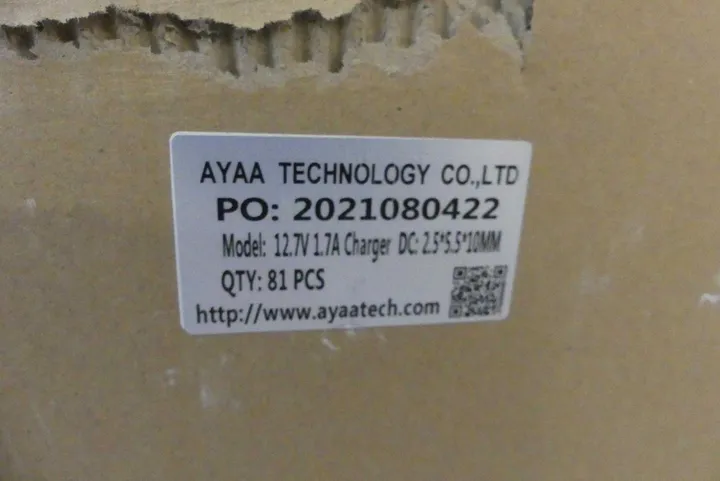 AYAA TECHNOLOGY CO.,LTD
PO: 2021080422
Model: 12.7V 1.7A Charger DC: 2.5*5.5*10MM
QTY: 81 PCS
http://www.ayaatech.com